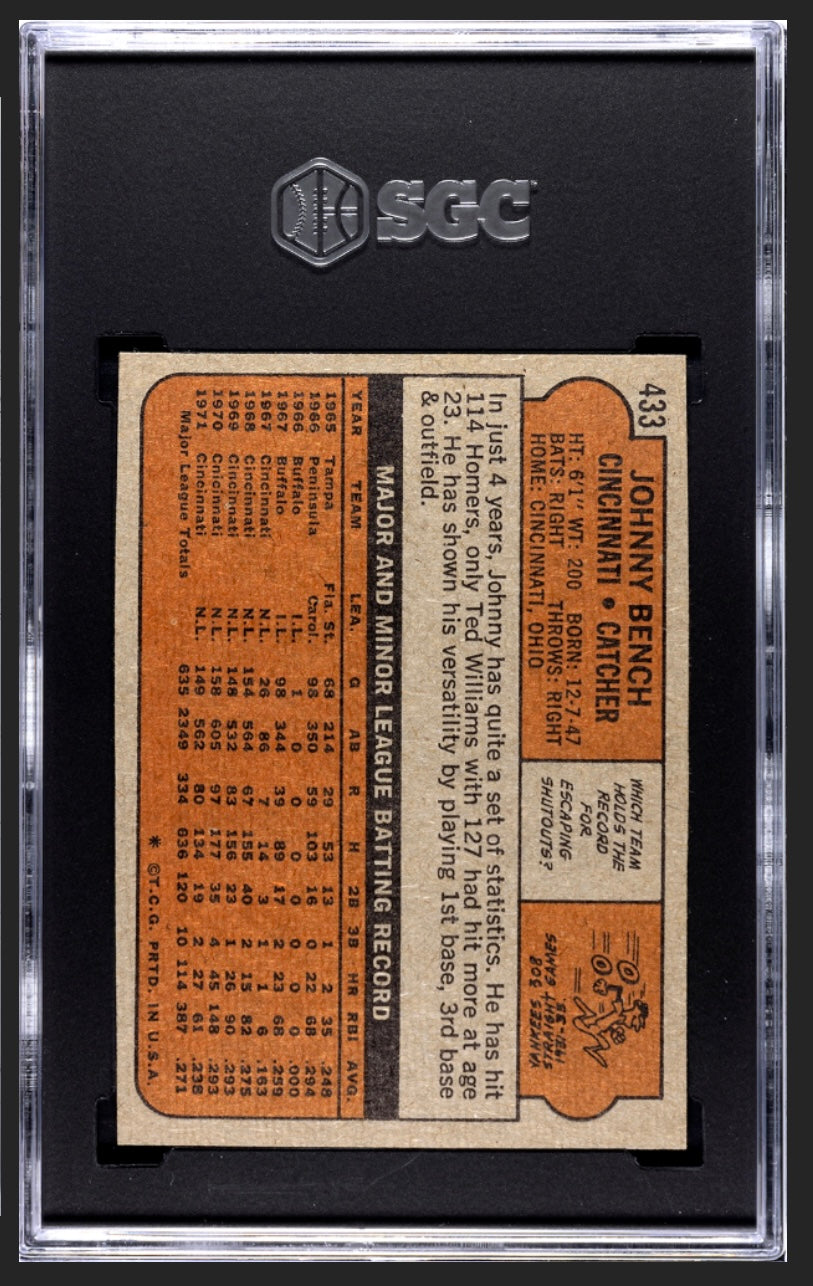 SGC
433
JOHNNY BENCH
CINCINNATI • CATCHER
HT: 6'1" WT: 200 BORN: 12-7-47
BATS: RIGHT THROWS: RIGHT
HOME: CINCINNATI, OHIO
WHICH TEAM
HOLDS THE
RECORD
FOR
ESCAPING
SHUTOUTS?
YANKEES, 308
STRAIGHT GAMES
1931-33
In just 4 years, Johnny has quite a set of statistics. He has hit
114 Homers, only Ted Williams with 127 had hit more at age
23. He has shown his versatility by playing 1st base, 3rd base
& outfield.
MAJOR AND MINOR LEAGUE BATTING RECORD
YEAR TEAM LEA. G AB R H 2B 3B HR RBI AVG.
1965 Tampa Fla. St. 68 214 29 53 13 1 2 35 .248
1966 Peninsula Carol. 98 350 59 103 16 0 22 68 .294
1966 Buffalo I.L. 1 0 0 0 0 0 0 0 .000
1967 Buffalo I.L. 98 344 39 89 17 2 23 68 .259
1967 Cincinnati N.L. 26 86 7 14 3 1 1 6 .163
1968 Cincinnati N.L. 154 564 67 155 40 2 15 82 .275
1969 Cincinnati N.L. 148 532 83 156 23 1 26 90 .293
1970 Cnicinnati N.L. 158 605 97 177 35 4 45 148 .293
1971 Cincinnati N.L. 149 562 80 134 19 2 27 61 .238
Major League Totals 635 2349 334 636 120 10 114 387 .271
* ©T.C.G. PRTD. IN U.S.A.